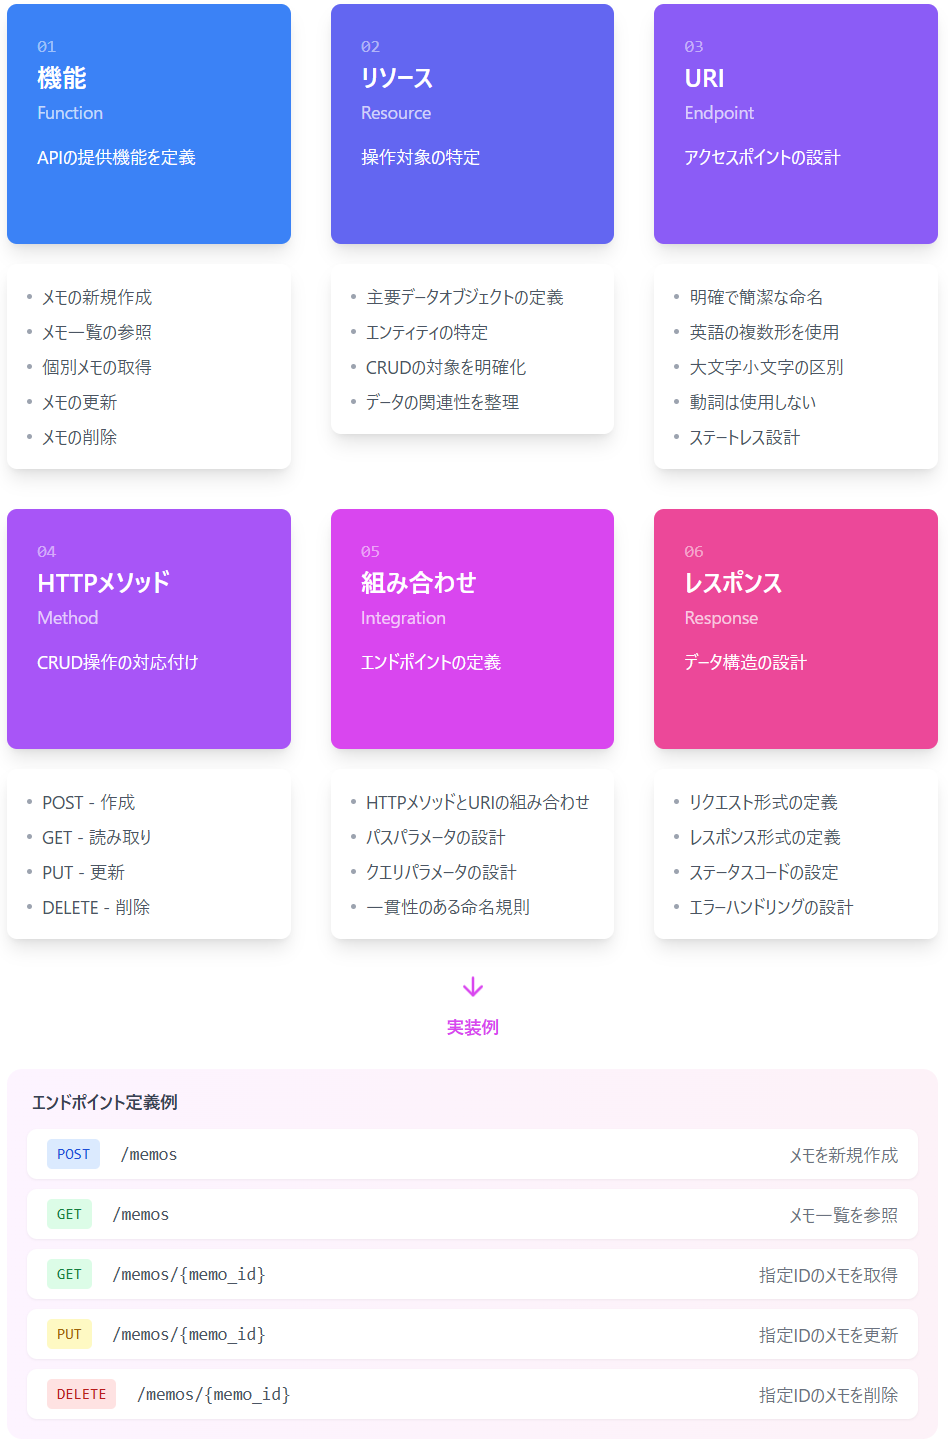 01
機能
Function
APIの提供機能を定義
• メモの新規作成
• メモ一覧の参照
• 個別メモの取得
• メモの更新
• メモの削除
02
リソース
Resource
操作対象の特定
• 主要データオブジェクトの定義
• エンティティの特定
• CRUDの対象を明確化
• データの関連性を整理
03
URI
Endpoint
アクセスポイントの設計
• 明確で簡潔な命名
• 英語の複数形を使用
• 大文字小文字の区別
• 動詞は使用しない
• ステートレス設計
04
HTTPメソッド
Method
CRUD操作の対応付け
• POST - 作成
• GET - 読み取り
• PUT - 更新
• DELETE - 削除
05
組み合わせ
Integration
エンドポイントの定義
• HTTPメソッドとURIの組み合わせ
• パスパラメータの設計
• クエリパラメータの設計
• 一貫性のある命名規則
06
レスポンス
Response
データ構造の設計
• リクエスト形式の定義
• レスポンス形式の定義
• ステータスコードの設定
• エラーハンドリングの設計
↓
実装例
エンドポイント定義例
POST /memos メモを新規作成
GET /memos メモ一覧を参照
GET /memos/{memo_id} 指定IDのメモを取得
PUT /memos/{memo_id} 指定IDのメモを更新
DELETE /memos/{memo_id} 指定IDのメモを削除